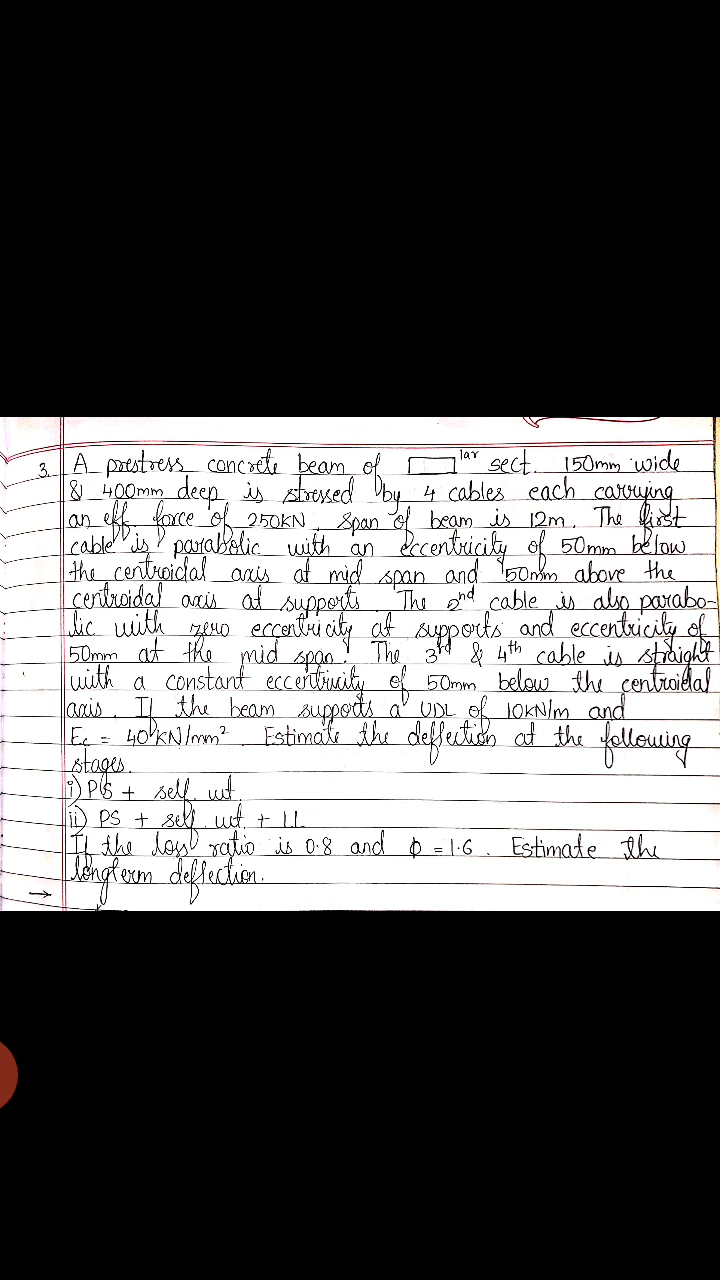 3. A prestress concrete beam of lar sect. 150mm wide
& 400mm deep is stressed by 4 cables each carrying
an eff. force of 250KN. Span of beam is 12m. The first
cable is parabolic with an eccentricity of 50mm below
the centroidal axis at mid span and 50mm above the
centroidal axis at supports. The 2nd cable is also parabo-
lic with zero eccentricity at supports and eccentricity of
50mm at the mid span. The 3rd & 4th cable is straight
with a constant eccentricity of 50mm below the centroidal
axis. If the beam supports a UDL of 10kN/m and
Ec = 40 kN/mm². Estimate the deflection at the following
stages.
i) PS + self wt
ii) PS + self wt + LL
If the loss ratio is 0.8 and φ = 1.6. Estimate the
longterm deflection.